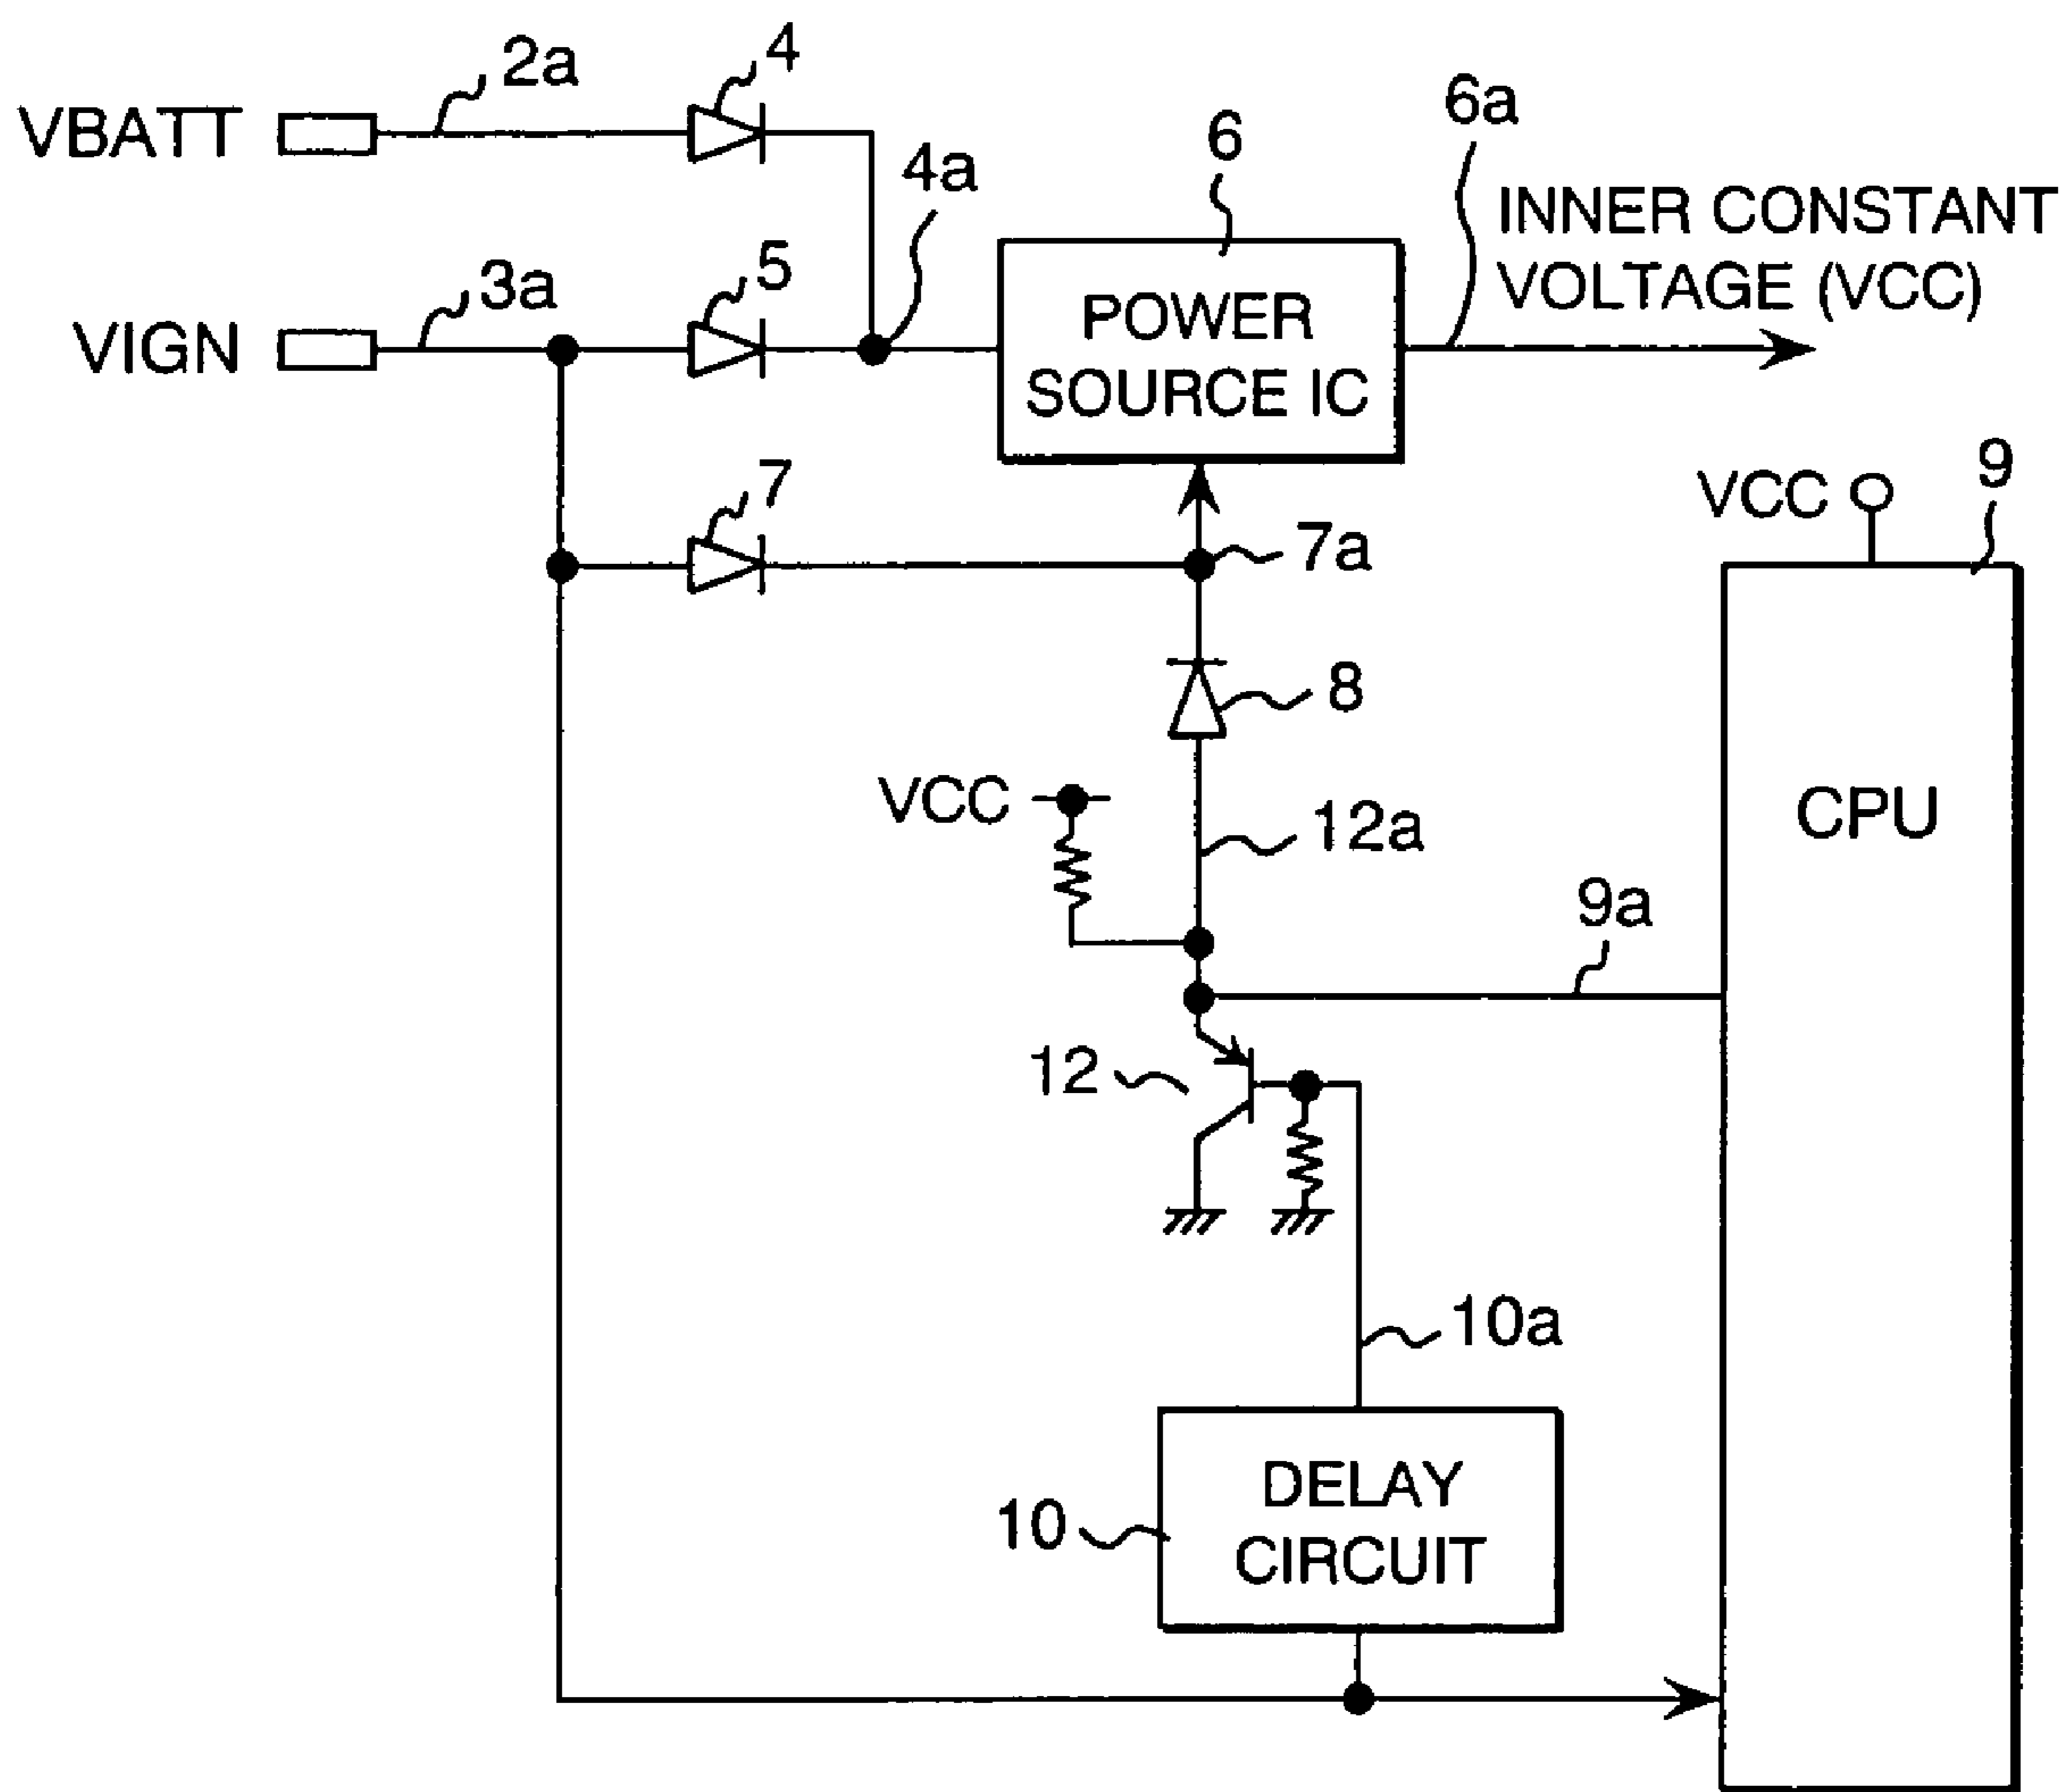 2a
4
VBATT
6a
6
4a
INNER CONSTANT
VOLTAGE (VCC)
3a
5
VIGN
POWER
SOURCE IC
7
VCC
9
7a
8
VCC
12a
CPU
9a
12
10a
DELAY
CIRCUIT
10